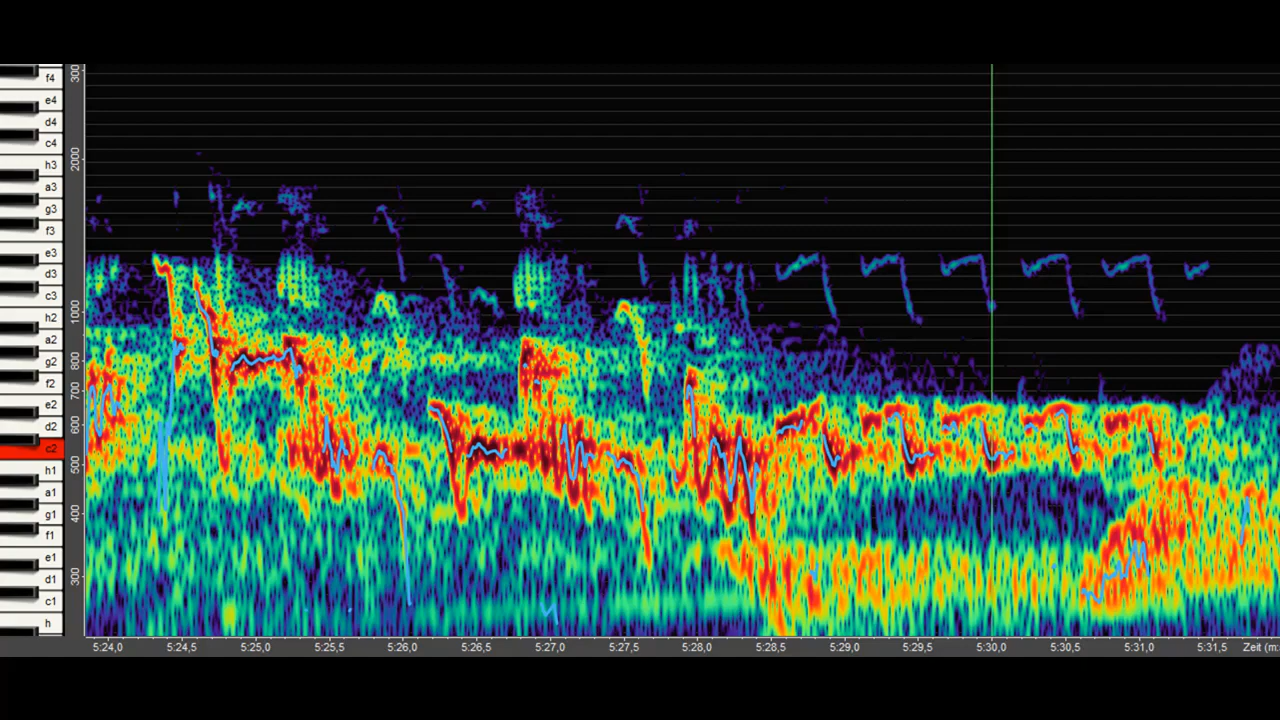 f4
e4
d4
c4
h3
a3
g3
f3
e3
d3
c3
h2
a2
g2
f2
e2
d2
c2
h1
a1
g1
f1
e1
d1
c1
h
300
2000
1000
800
700
600
500
400
300
5:24,0 5:24,5 5:25,0 5:25,5 5:26,0 5:26,5 5:27,0 5:27,5 5:28,0 5:28,5 5:29,0 5:29,5 5:30,0 5:30,5 5:31,0 5:31,5 Zeit (m: